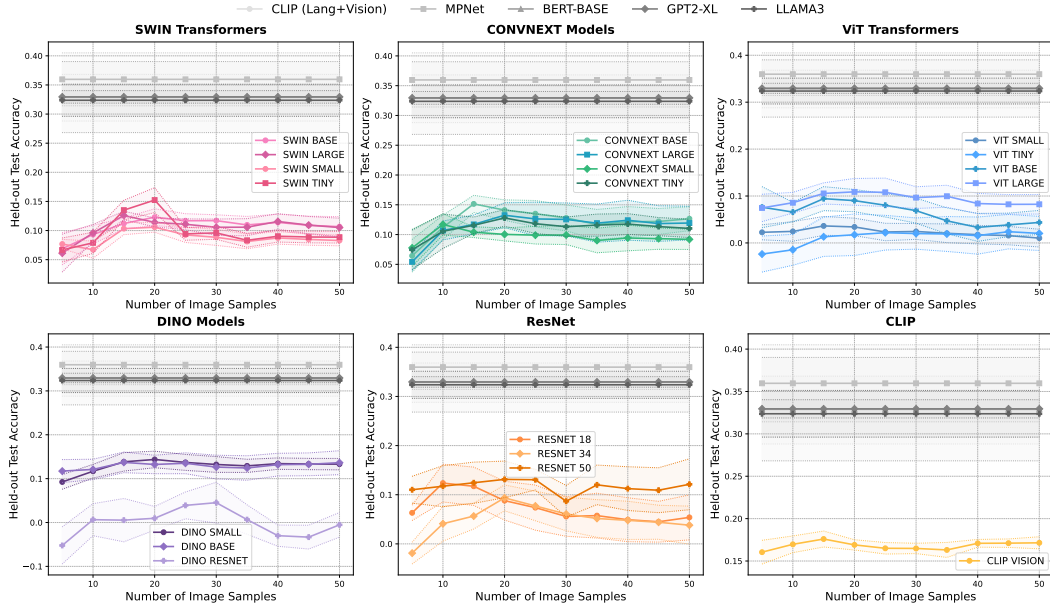 CLIP (Lang+Vision) MPNet BERT-BASE GPT2-XL LLAMA3
SWIN Transformers
Held-out Test Accuracy
0.40
0.35
0.30
0.25
0.20
0.15
0.10
0.05
SWIN BASE
SWIN LARGE
SWIN SMALL
SWIN TINY
10 20 30 40 50
Number of Image Samples
CONVNEXT Models
Held-out Test Accuracy
0.40
0.35
0.30
0.25
0.20
0.15
0.10
0.05
CONVNEXT BASE
CONVNEXT LARGE
CONVNEXT SMALL
CONVNEXT TINY
10 20 30 40 50
Number of Image Samples
ViT Transformers
Held-out Test Accuracy
0.4
0.3
0.2
0.1
0.0
VIT SMALL
VIT TINY
VIT BASE
VIT LARGE
10 20 30 40 50
Number of Image Samples
DINO Models
Held-out Test Accuracy
0.4
0.3
0.2
0.1
0.0
−0.1
DINO SMALL
DINO BASE
DINO RESNET
10 20 30 40 50
Number of Image Samples
ResNet
Held-out Test Accuracy
0.4
0.3
0.2
0.1
0.0
RESNET 18
RESNET 34
RESNET 50
10 20 30 40 50
Number of Image Samples
CLIP
Held-out Test Accuracy
0.40
0.35
0.30
0.25
0.20
0.15
CLIP VISION
10 20 30 40 50
Number of Image Samples